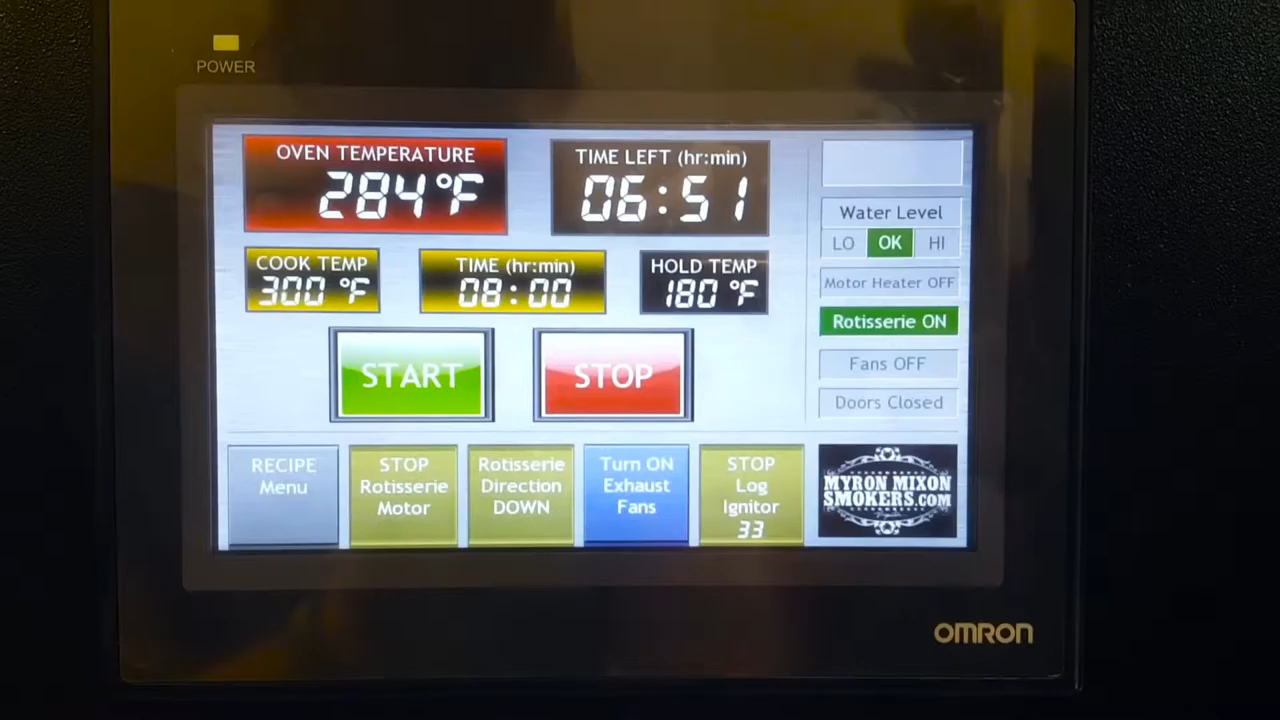 POWER
OVEN TEMPERATURE
284°F
TIME LEFT (hr:min)
06:51
COOK TEMP
300 °F
TIME (hr:min)
08:00
HOLD TEMP
180 °F
START
STOP
Water Level
LO OK HI
Motor Heater OFF
Rotisserie ON
Fans OFF
Doors Closed
RECIPE
Menu
STOP
Rotisserie
Motor
Rotisserie
Direction
DOWN
Turn ON
Exhaust
Fans
STOP
Log
Ignitor
33
MYRON MIXON
SMOKERS.COM
OMRON